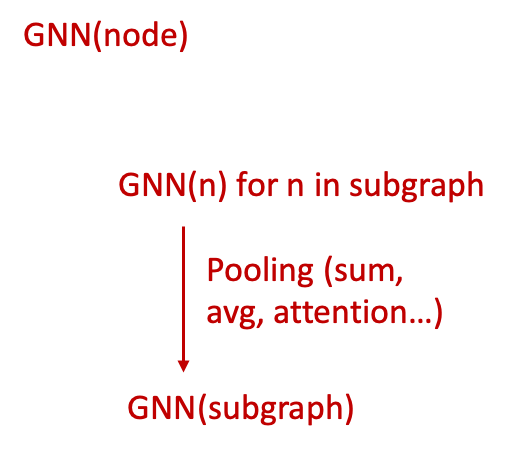 GNN(node)
GNN(n) for n in subgraph
Pooling (sum,
avg, attention...)
GNN(subgraph)